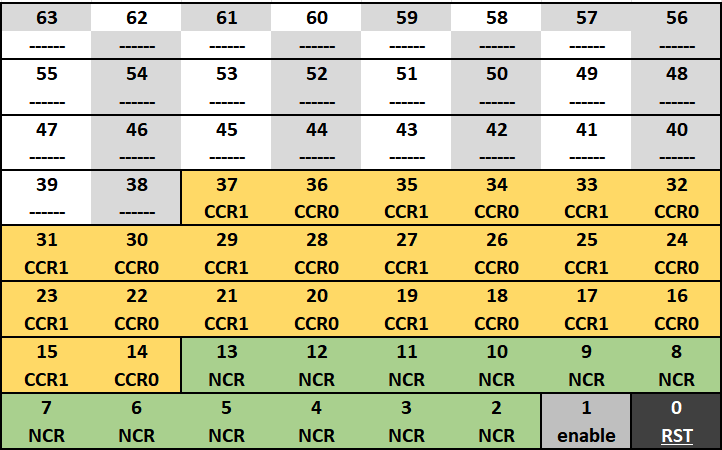 63 62 61 60 59 58 57 56
------ ------ ------ ------ ------ ------ ------ ------
55 54 53 52 51 50 49 48
------ ------ ------ ------ ------ ------ ------ ------
47 46 45 44 43 42 41 40
------ ------ ------ ------ ------ ------ ------ ------
39 38 37 36 35 34 33 32
------ ------ CCR1 CCR0 CCR1 CCR0 CCR1 CCR0
31 30 29 28 27 26 25 24
CCR1 CCR0 CCR1 CCR0 CCR1 CCR0 CCR1 CCR0
23 22 21 20 19 18 17 16
CCR1 CCR0 CCR1 CCR0 CCR1 CCR0 CCR1 CCR0
15 14 13 12 11 10 9 8
CCR1 CCR0 NCR NCR NCR NCR NCR NCR
7 6 5 4 3 2 1 0
NCR NCR NCR NCR NCR NCR enable RST